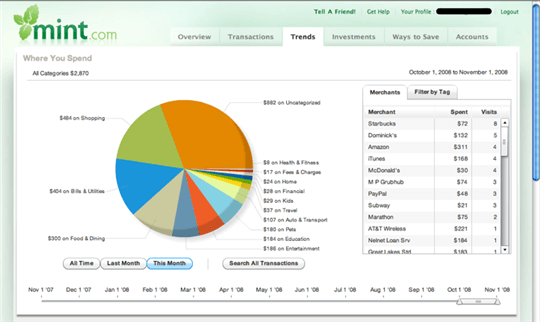 Tell A Friend! Get Help Your Profile Logout
mint.com
Overview Transactions Trends Investments Ways to Save Accounts
Where You Spend
All Categories $2,870 October 1, 2008 to November 1, 2008
$882 on Uncategorized
$464 on Shopping
$404 on Bills & Utilities
$300 on Food & Dining
$8 on Health & Fitness
$17 on Fees & Charges
$24 on Home
$28 on Financial
$29 on Kids
$37 on Travel
$107 on Auto & Transport
$180 on Pets
$184 on Education
$186 on Entertainment
Merchants Filter by Tag
Merchant Spent Visits
Starbucks $72 8
Dominick's $132 5
Amazon $311 4
iTunes $168 4
McDonald's $30 4
M P Grubhub $74 3
PayPal $48 3
Subway $21 3
Marathon $75 2
AT&T Wireless $221 1
Nelnet Loan Srv $184 1
Great Lakes Std $183 1
All Time Last Month This Month Search All Transactions
Nov 1 '07 Dec 1 '07 Jan 1 '08 Feb 1 '08 Mar 1 '08 Apr 1 '08 May 1 '08 Jun 1 '08 Jul 1 '08 Aug 1 '08 Sep 1 '08 Oct 1 '08 Nov 1 '08